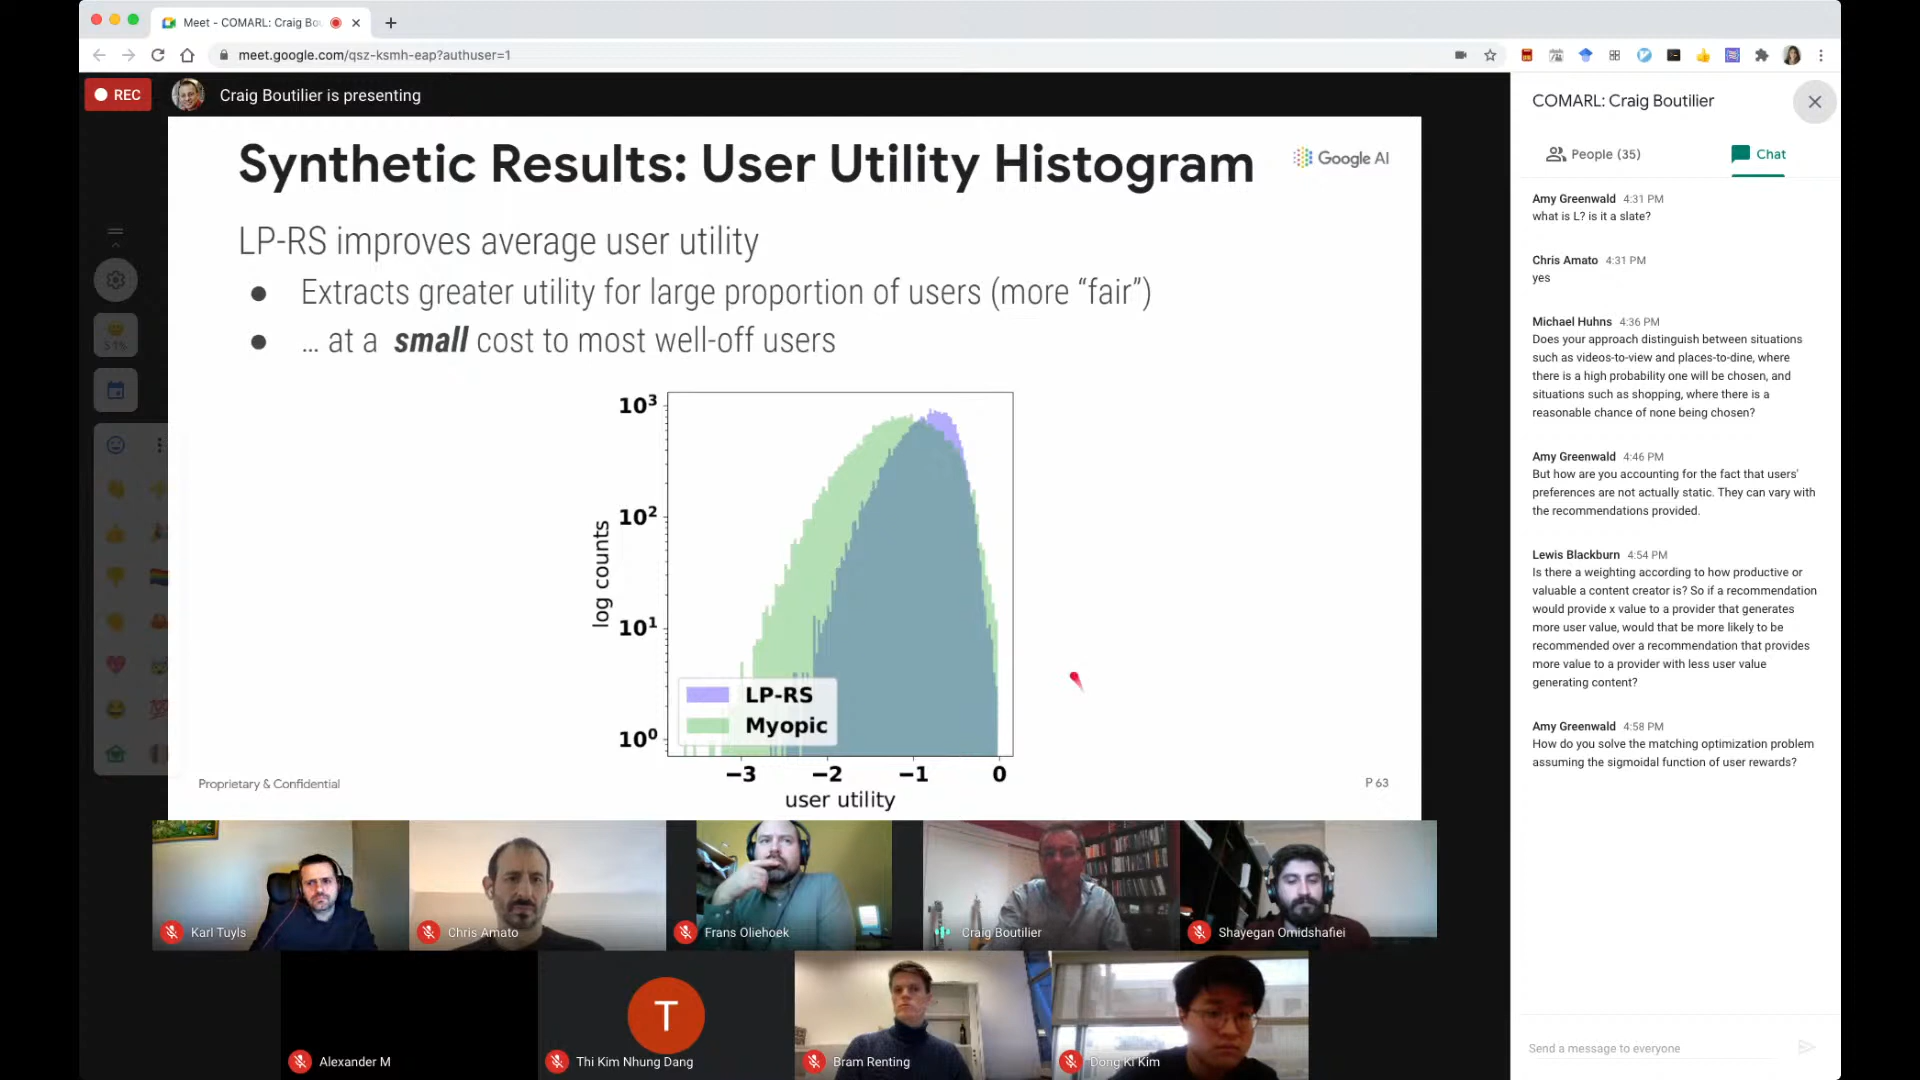 Meet - COMARL: Craig Bo
meet.google.com/qsz-ksmh-eap?authuser=1
REC
Craig Boutilier is presenting
Synthetic Results: User Utility Histogram
Google AI
LP-RS improves average user utility
● Extracts greater utility for large proportion of users (more “fair”)
● … at a small cost to most well-off users
10³
10²
10¹
10⁰
log counts
LP-RS
Myopic
−3 −2 −1 0
user utility
Proprietary & Confidential
P 63
51%
Karl Tuyls
Chris Amato
Frans Oliehoek
Craig Boutilier
Shayegan Omidshafiei
Alexander M
T
Thi Kim Nhung Dang
Bram Renting
Dong Ki Kim
COMARL: Craig Boutilier
People (35)
Chat
Amy Greenwald 4:31 PM
what is L? is it a slate?
Chris Amato 4:31 PM
yes
Michael Huhns 4:36 PM
Does your approach distinguish between situations
such as videos-to-view and places-to-dine, where
there is a high probability one will be chosen, and
situations such as shopping, where there is a
reasonable chance of none being chosen?
Amy Greenwald 4:46 PM
But how are you accounting for the fact that users'
preferences are not actually static. They can vary with
the recommendations provided.
Lewis Blackburn 4:54 PM
Is there a weighting according to how productive or
valuable a content creator is? So if a recommendation
would provide x value to a provider that generates
more user value, would that be more likely to be
recommended over a recommendation that provides
more value to a provider with less user value
generating content?
Amy Greenwald 4:58 PM
How do you solve the matching optimization problem
assuming the sigmoidal function of user rewards?
Send a message to everyone